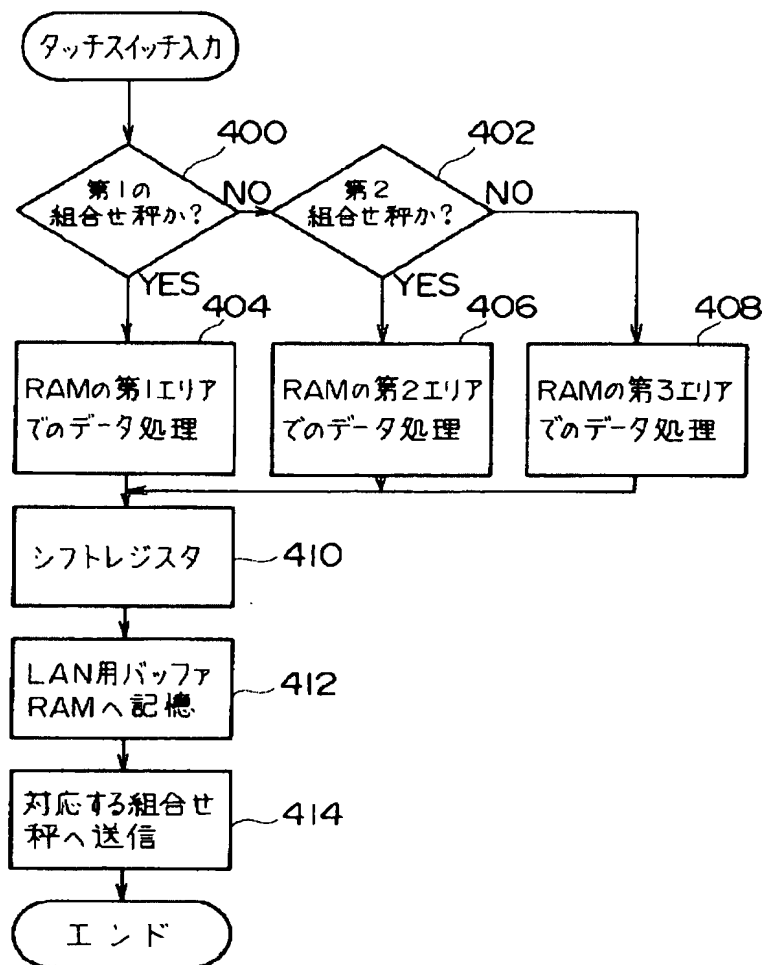 タッチスイッチ入力
400
402
第1の
組合せ秤か?
NO
第2
組合せ秤か?
NO
YES
404
YES
406
408
RAMの第1エリア
でのデータ処理
RAMの第2エリア
でのデータ処理
RAMの第3エリア
でのデータ処理
シフトレジスタ
410
LAN用バッファ
RAMへ記憶
412
対応する組合せ
秤へ送信
414
エンド